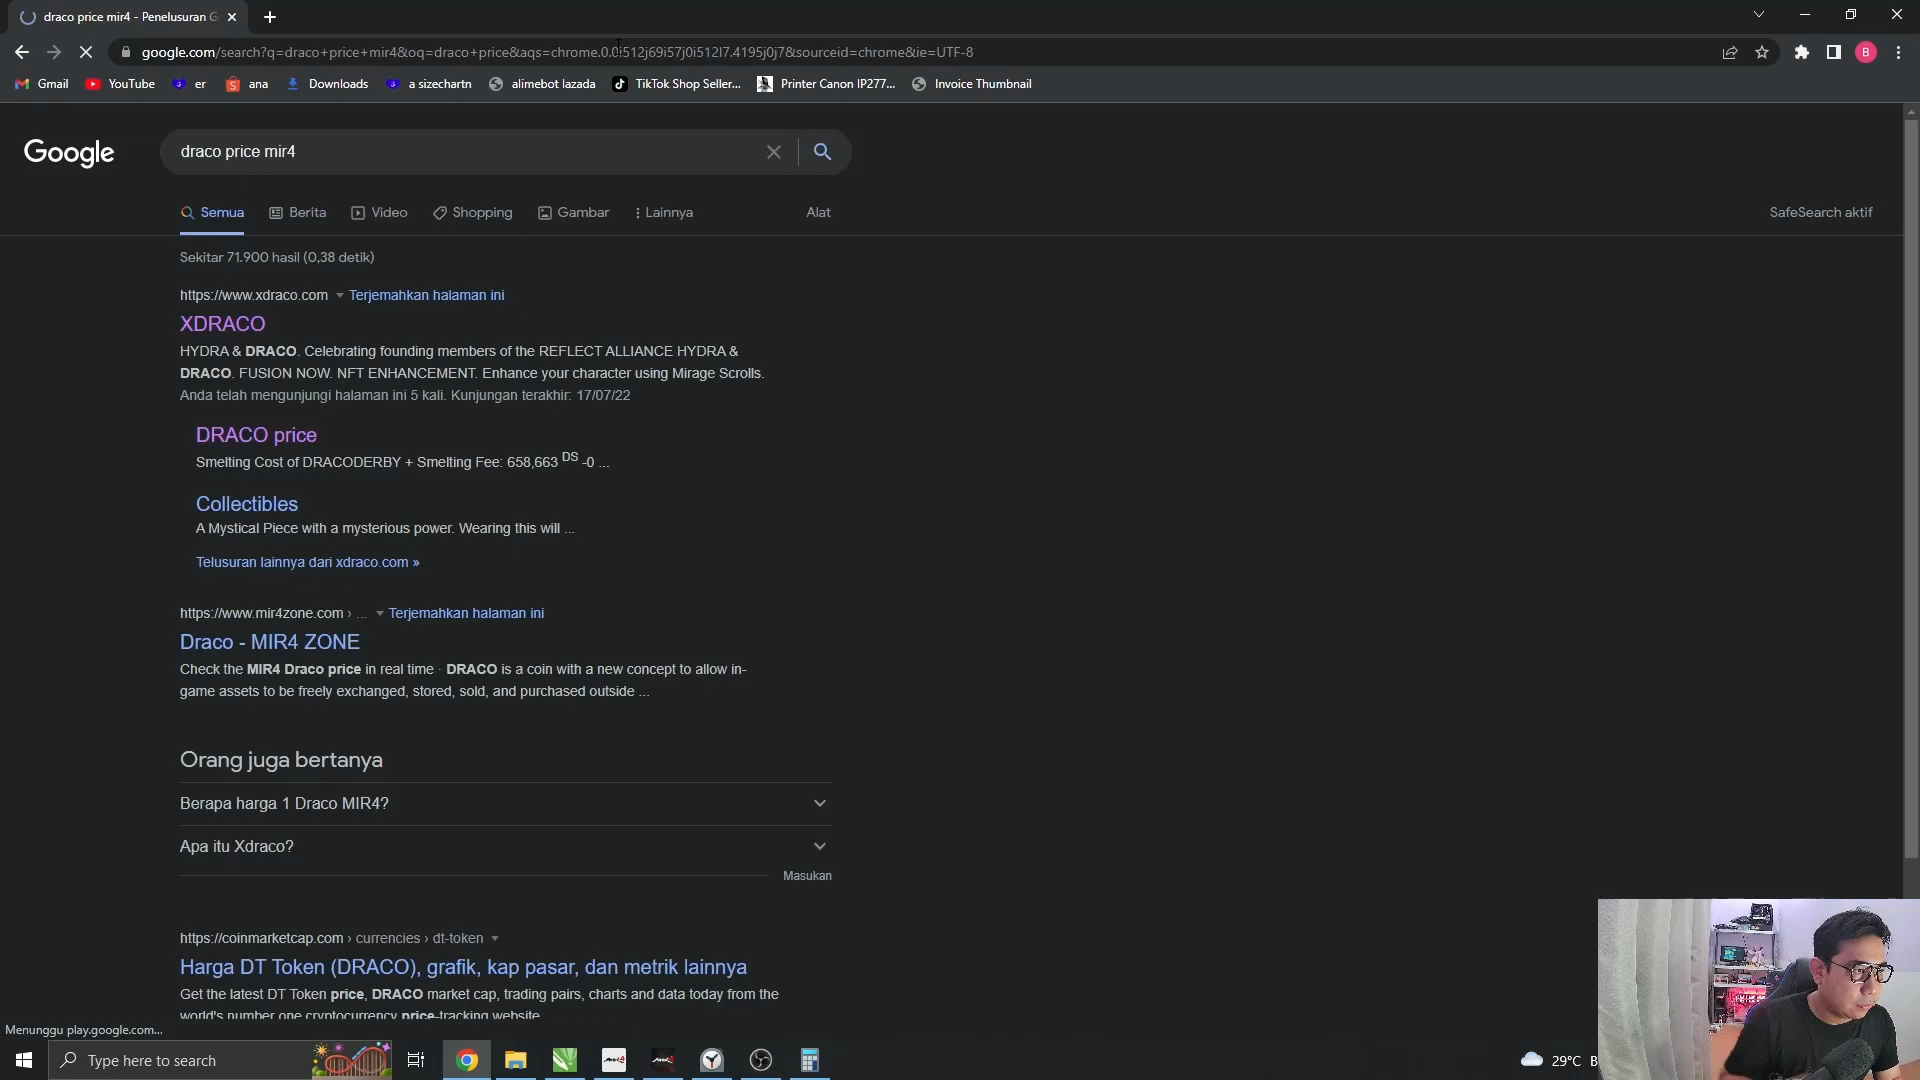 draco price mir4 - Penelusuran G
google.com/search?q=draco+price+mir4&oq=draco+price&aqs=chrome.0.0i512j69i57j0i512l7.4195j0j7&sourceid=chrome&ie=UTF-8
B
Gmail YouTube er ana Downloads a sizechartn alimebot lazada TikTok Shop Seller... Printer Canon IP277... Invoice Thumbnail
Google
draco price mir4
Semua Berita Video Shopping Gambar Lainnya Alat SafeSearch aktif
Sekitar 71.900 hasil (0,38 detik)
https://www.xdraco.com Terjemahkan halaman ini
XDRACO
HYDRA & DRACO. Celebrating founding members of the REFLECT ALLIANCE HYDRA &
DRACO. FUSION NOW. NFT ENHANCEMENT. Enhance your character using Mirage Scrolls.
Anda telah mengunjungi halaman ini 5 kali. Kunjungan terakhir: 17/07/22
DRACO price
Smelting Cost of DRACODERBY + Smelting Fee: 658,663 DS -0 ...
Collectibles
A Mystical Piece with a mysterious power. Wearing this will ...
Telusuran lainnya dari xdraco.com »
https://www.mir4zone.com › ... Terjemahkan halaman ini
Draco - MIR4 ZONE
Check the MIR4 Draco price in real time · DRACO is a coin with a new concept to allow in-
game assets to be freely exchanged, stored, sold, and purchased outside ...
Orang juga bertanya
Berapa harga 1 Draco MIR4?
Apa itu Xdraco?
Masukan
https://coinmarketcap.com › currencies › dt-token
Harga DT Token (DRACO), grafik, kap pasar, dan metrik lainnya
Get the latest DT Token price, DRACO market cap, trading pairs, charts and data today from the
world's number one cryptocurrency price-tracking website
Menunggu play.google.com...
Type here to search
29°C B